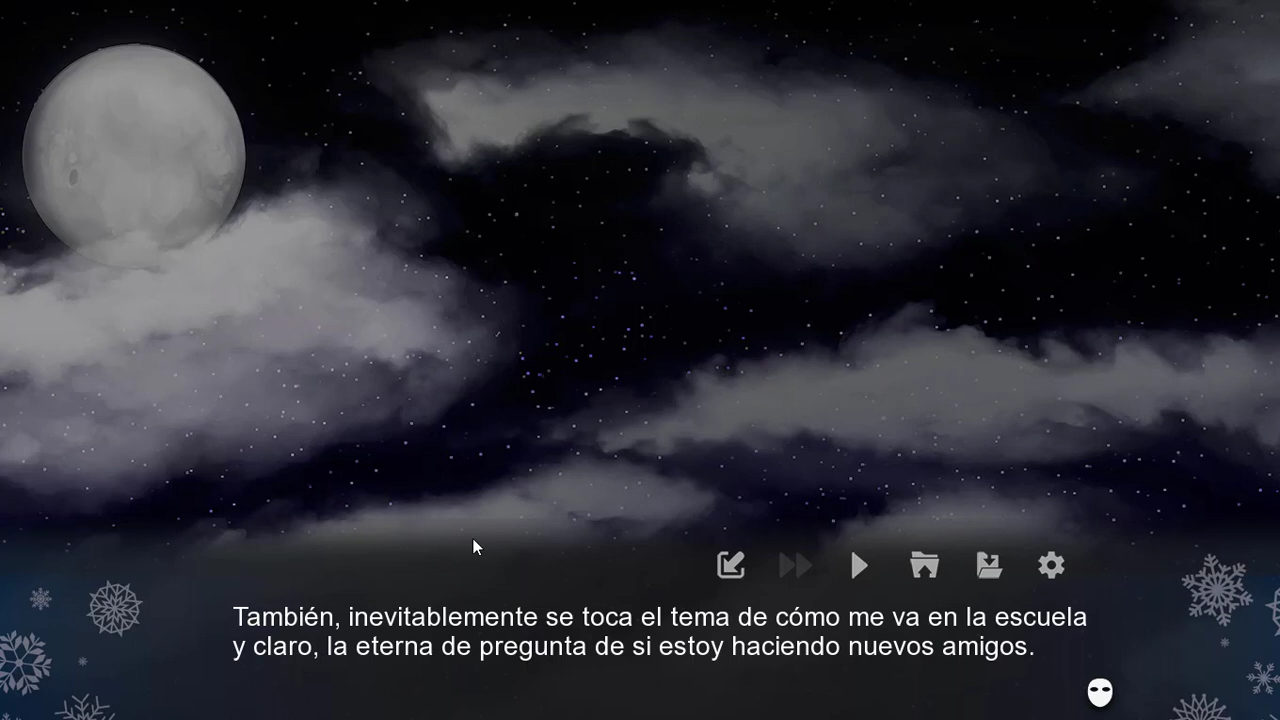 También, inevitablemente se toca el tema de cómo me va en la escuela
y claro, la eterna de pregunta de si estoy haciendo nuevos amigos.